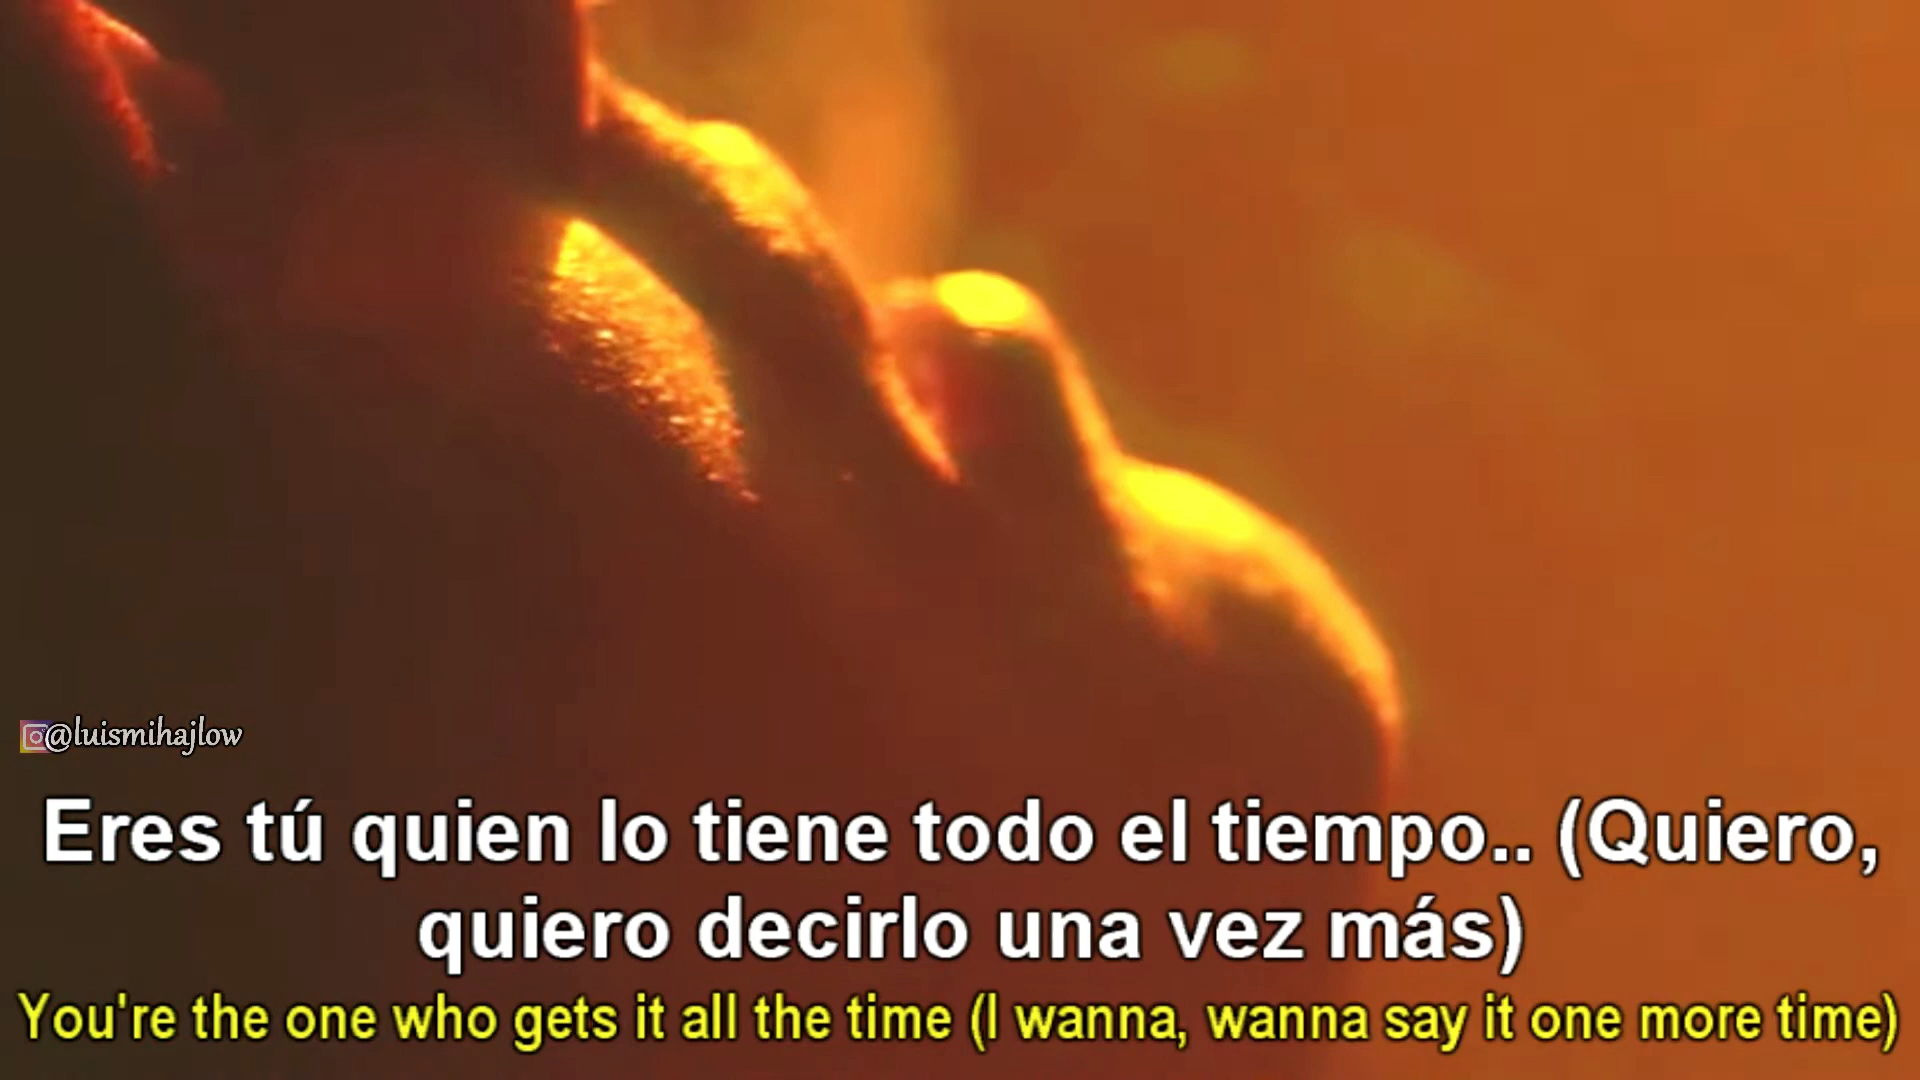 @luismihajlow
Eres tú quien lo tiene todo el tiempo.. (Quiero,
quiero decirlo una vez más)
You're the one who gets it all the time (I wanna, wanna say it one more time)